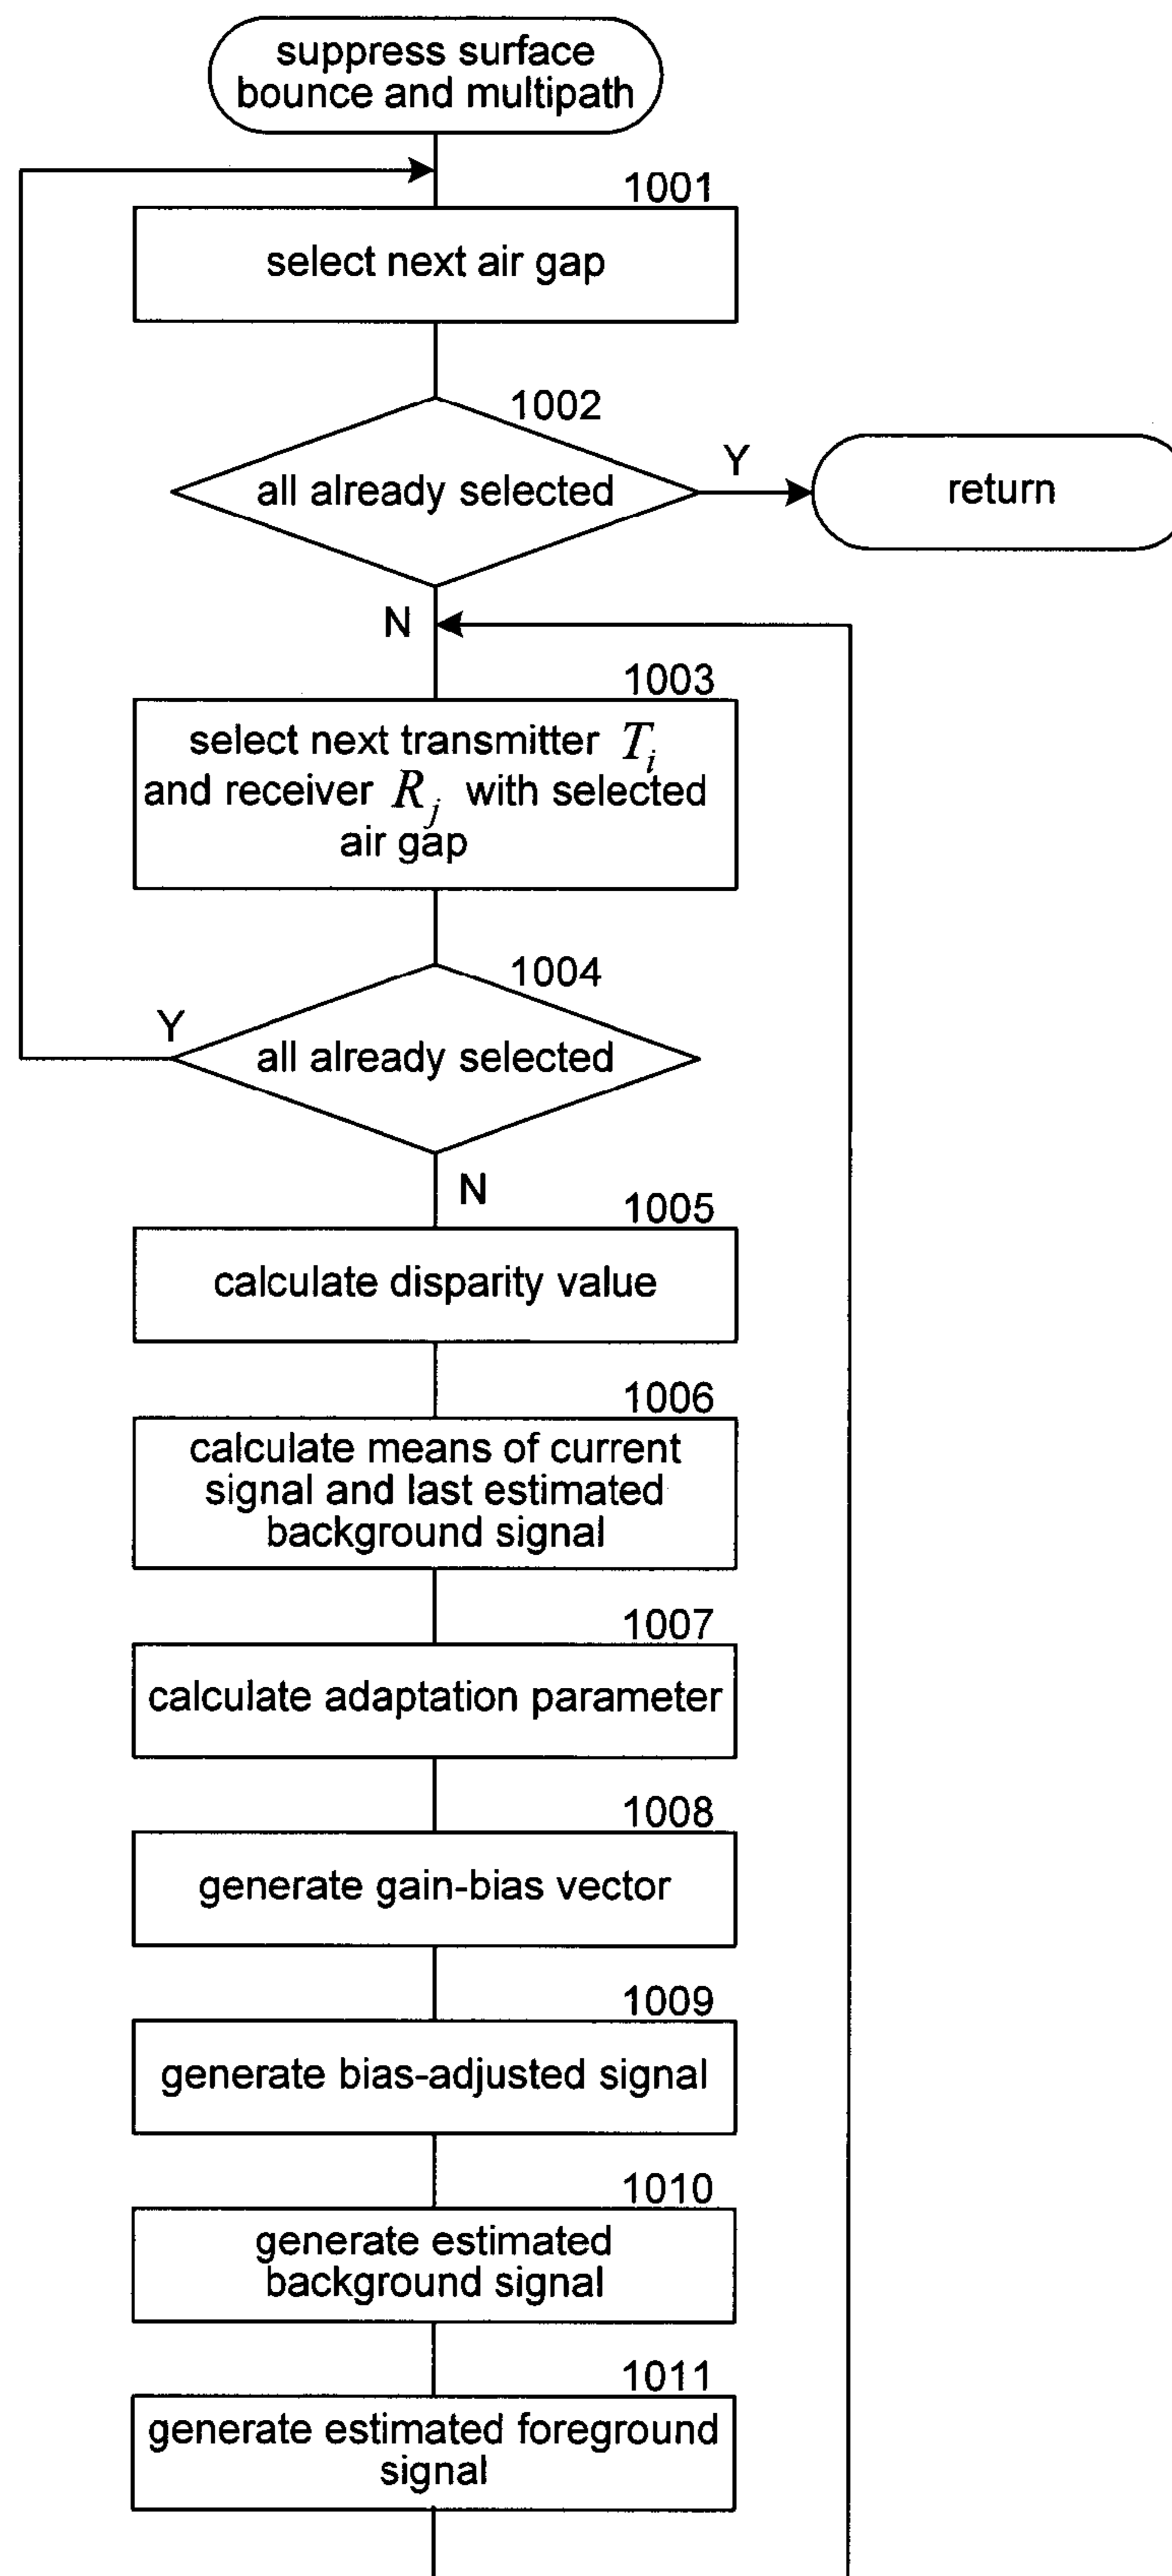 suppress surface
bounce and multipath
1001
select next air gap
1002
all already selected
Y
return
N
1003
select next transmitter T_i
and receiver R_j with selected
air gap
1004
Y
all already selected
N
1005
calculate disparity value
1006
calculate means of current
signal and last estimated
background signal
1007
calculate adaptation parameter
1008
generate gain-bias vector
1009
generate bias-adjusted signal
1010
generate estimated
background signal
1011
generate estimated foreground
signal